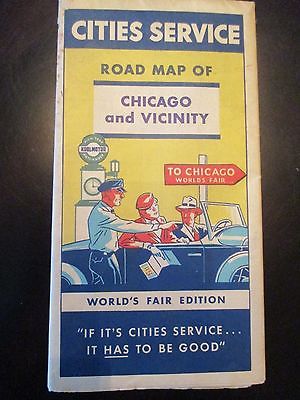 CITIES SERVICE
ROAD MAP OF
CHICAGO
and VICINITY
KOOLMOTOR
TO CHICAGO
WORLDS FAIR
WORLD'S FAIR EDITION
"IF IT'S CITIES SERVICE...
IT HAS TO BE GOOD"